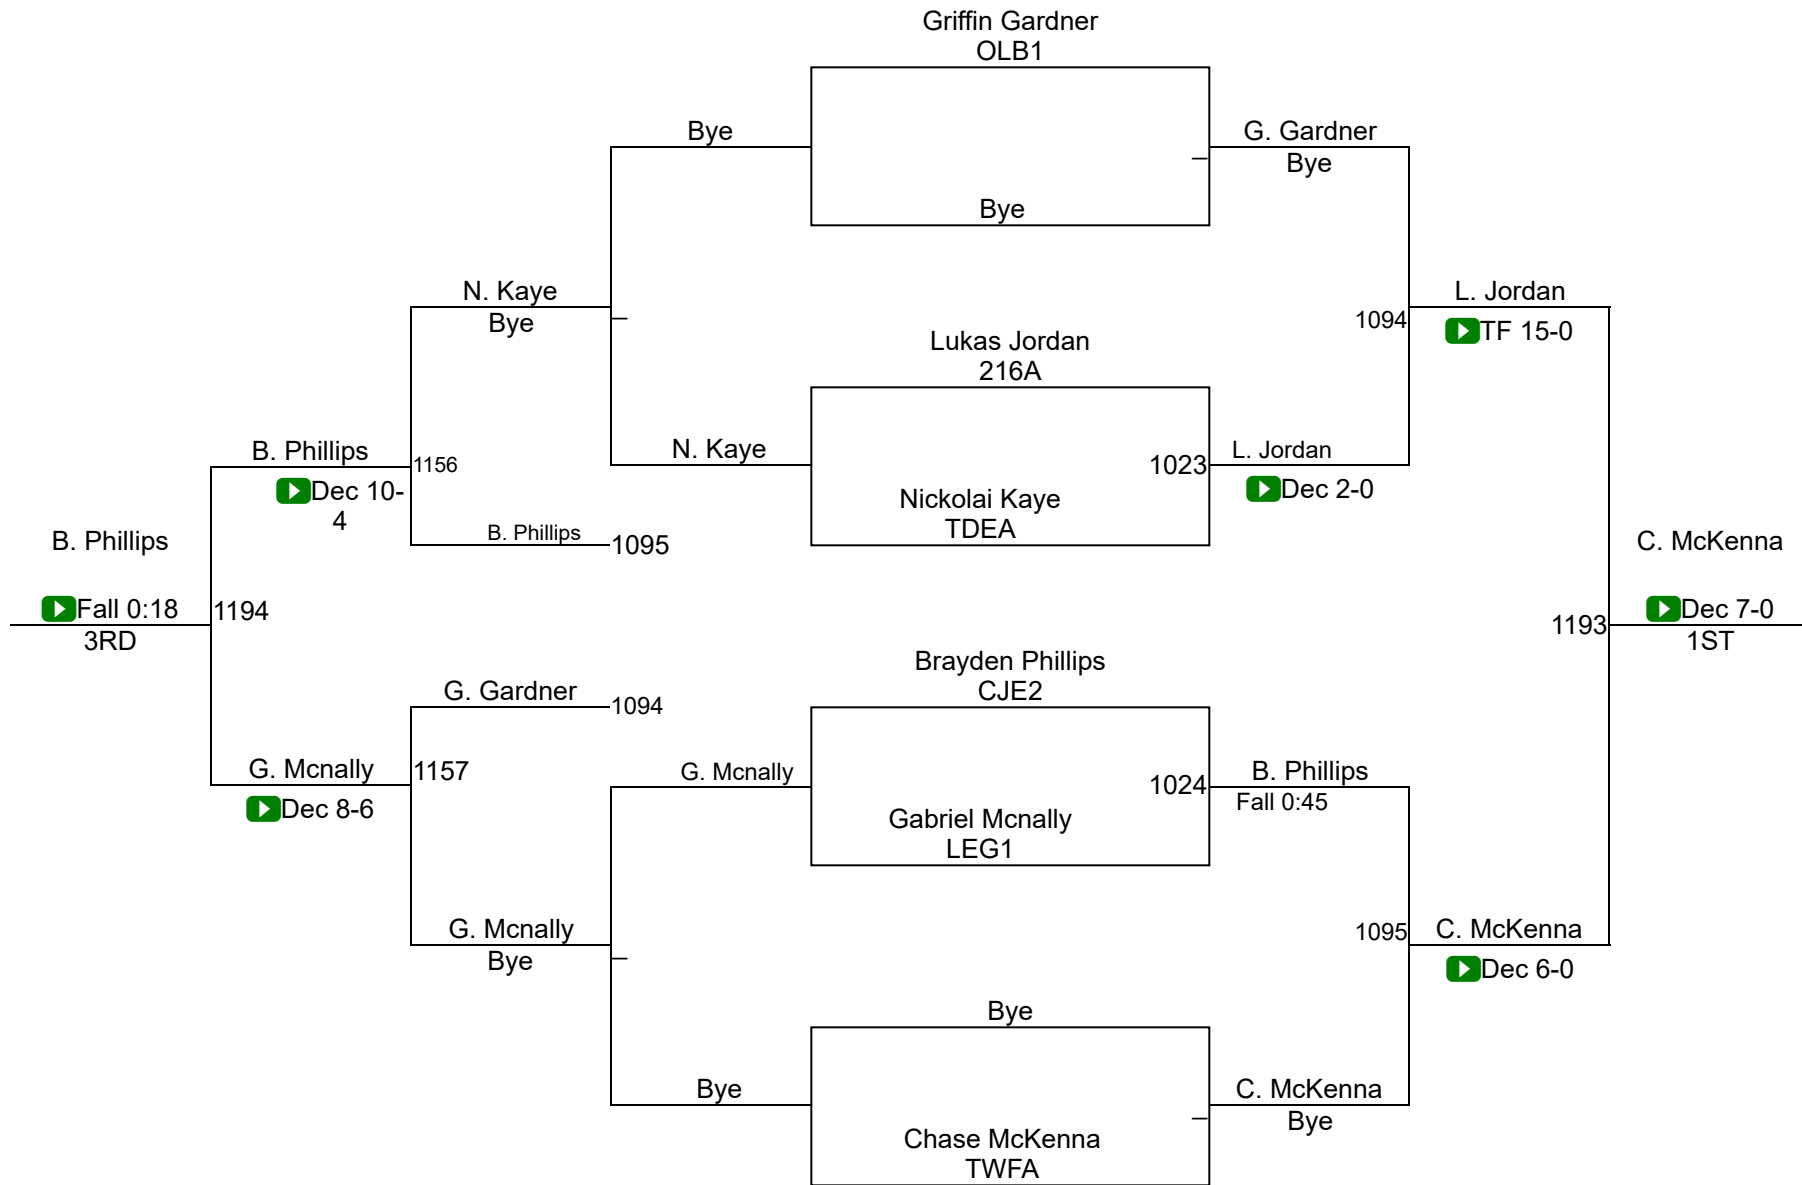 Griffin Gardner
OLB1
Bye
G. Gardner
Bye
Bye
N. Kaye
Bye
L. Jordan
1094
TF 15-0
Lukas Jordan
216A
B. Phillips
1156
N. Kaye
1023
L. Jordan
Dec 10-
4
Dec 2-0
Nickolai Kaye
TDEA
B. Phillips
B. Phillips
1095
C. McKenna
Fall 0:18
1194
1193
Dec 7-0
3RD
1ST
Brayden Phillips
CJE2
G. Gardner
1094
G. Mcnally
1157
G. Mcnally
1024
B. Phillips
Dec 8-6
Fall 0:45
Gabriel Mcnally
LEG1
G. Mcnally
Bye
1095
C. McKenna
Dec 6-0
Bye
Bye
C. McKenna
Bye
Chase McKenna
TWFA